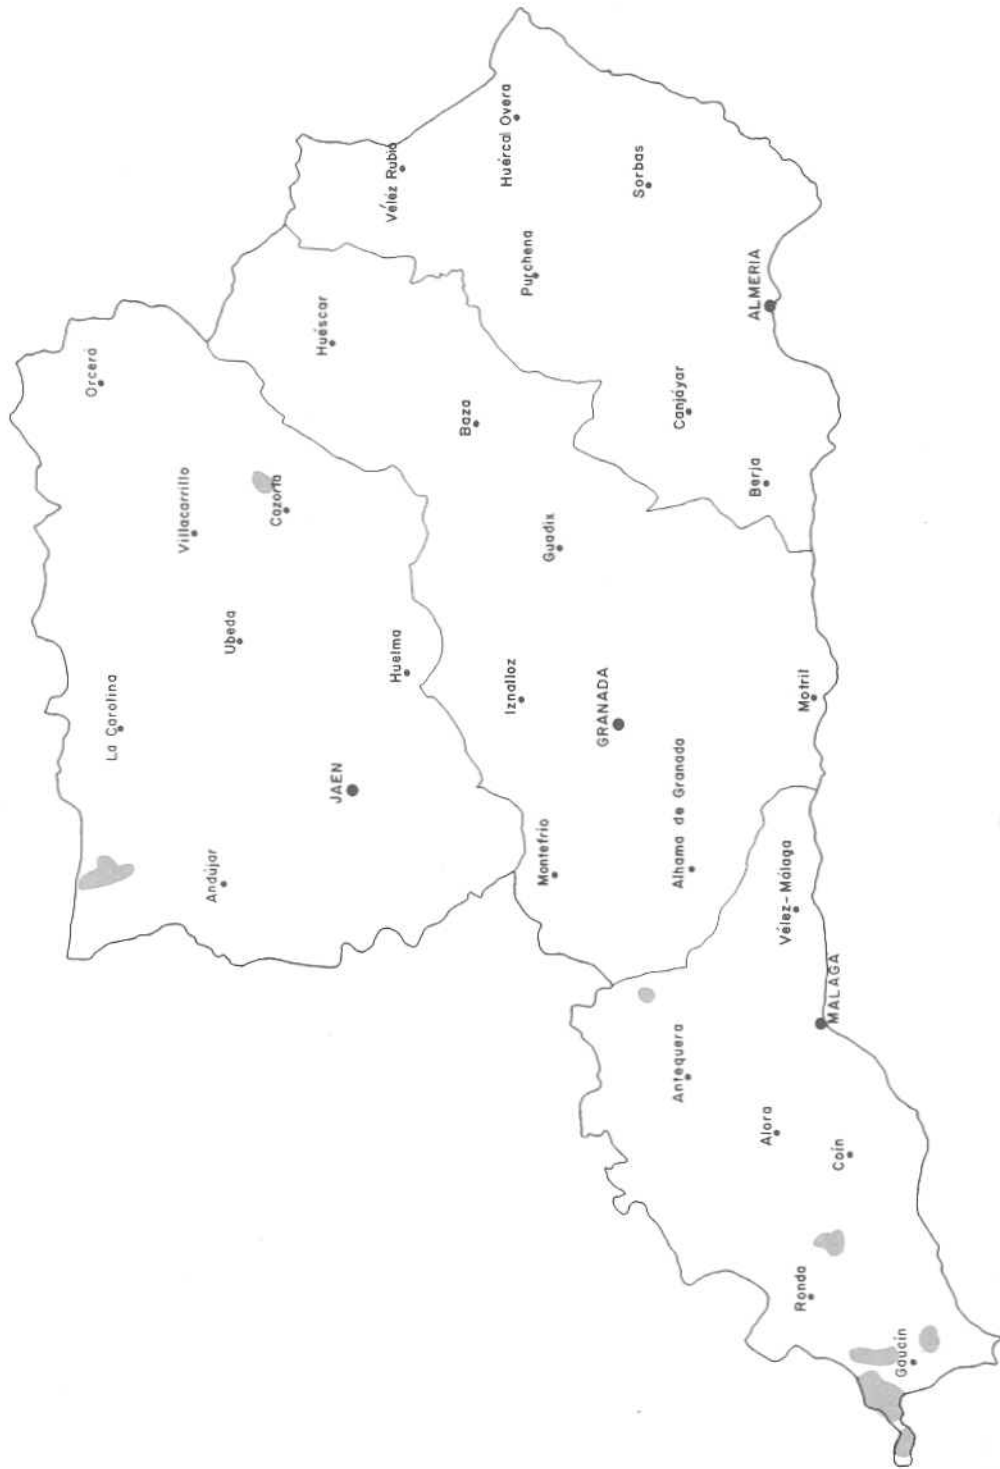 Orcera
Villacarrillo
Cazorla
La Carolina
Ubeda
Huelma
JAEN
Andújar
Huéscar
Baza
Guadix
Iznalloz
GRANADA
Montefrío
Alhama de Granada
Motril
Véléz Rubio
Huércal Overa
Purchena
Sorbas
ALMERIA
Canjáyar
Berja
Vélez-Málaga
MALAGA
Antequera
Alora
Coín
Ronda
Gaucín